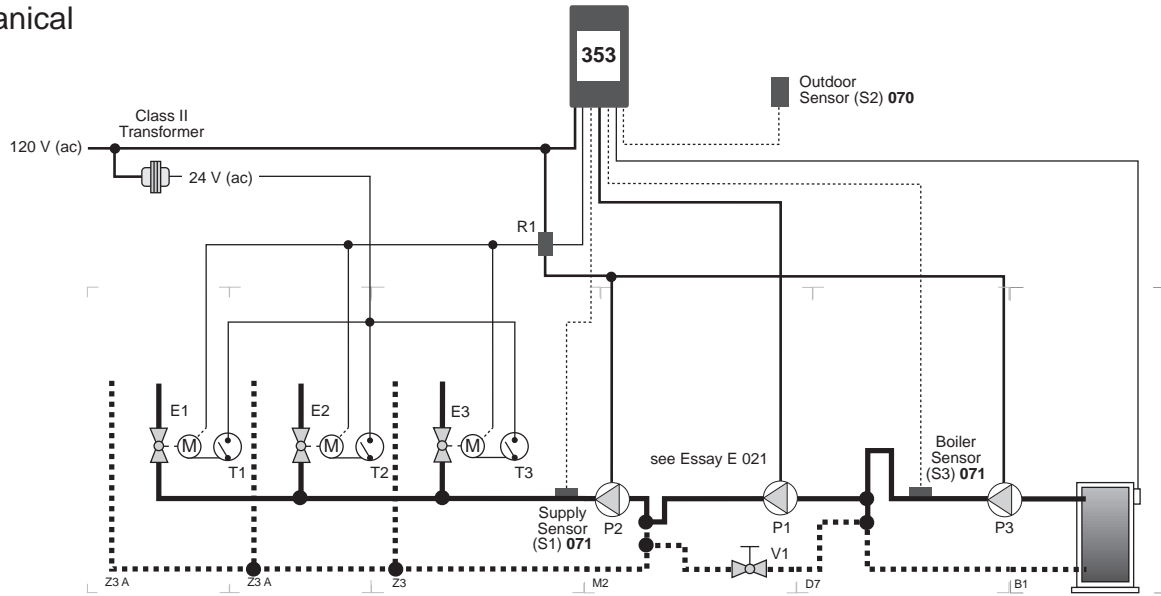 anical
353
Outdoor
Sensor (S2) 070
Class II
Transformer
120 V (ac)
24 V (ac)
R1
E1
E2
E3
M
M
M
T1
T2
T3
see Essay E 021
Boiler
Sensor
(S3) 071
Supply
Sensor
(S1) 071
P2
P1
P3
V1
Z3 A
Z3 A
Z3
M2
D7
B1